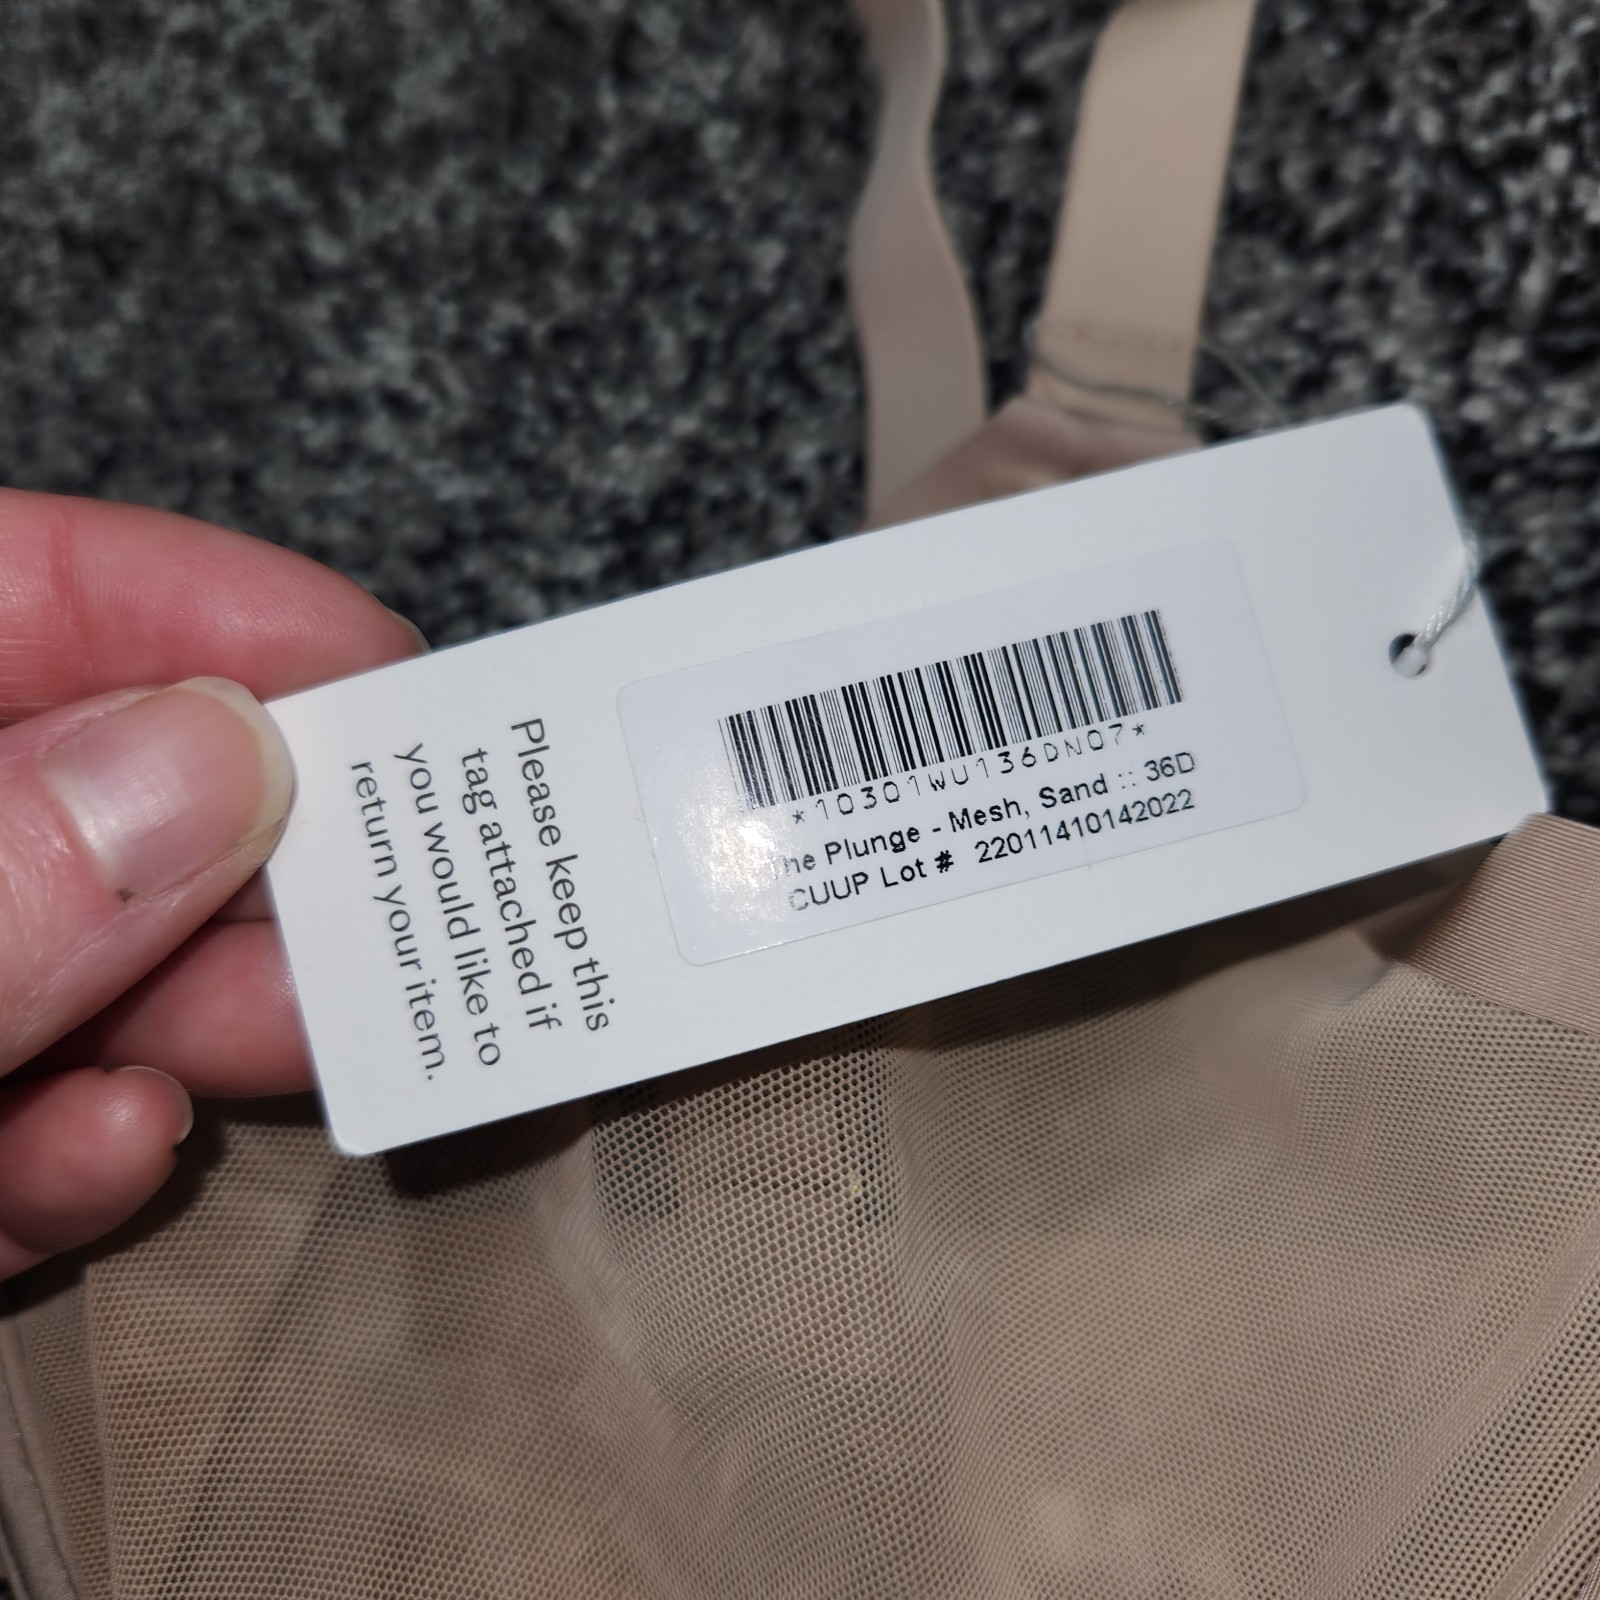 *10301WU136DN07*
The Plunge - Mesh, Sand :: 36D
CUUP Lot # 22011410142022
Please keep this
tag attached if
you would like to
return your item.